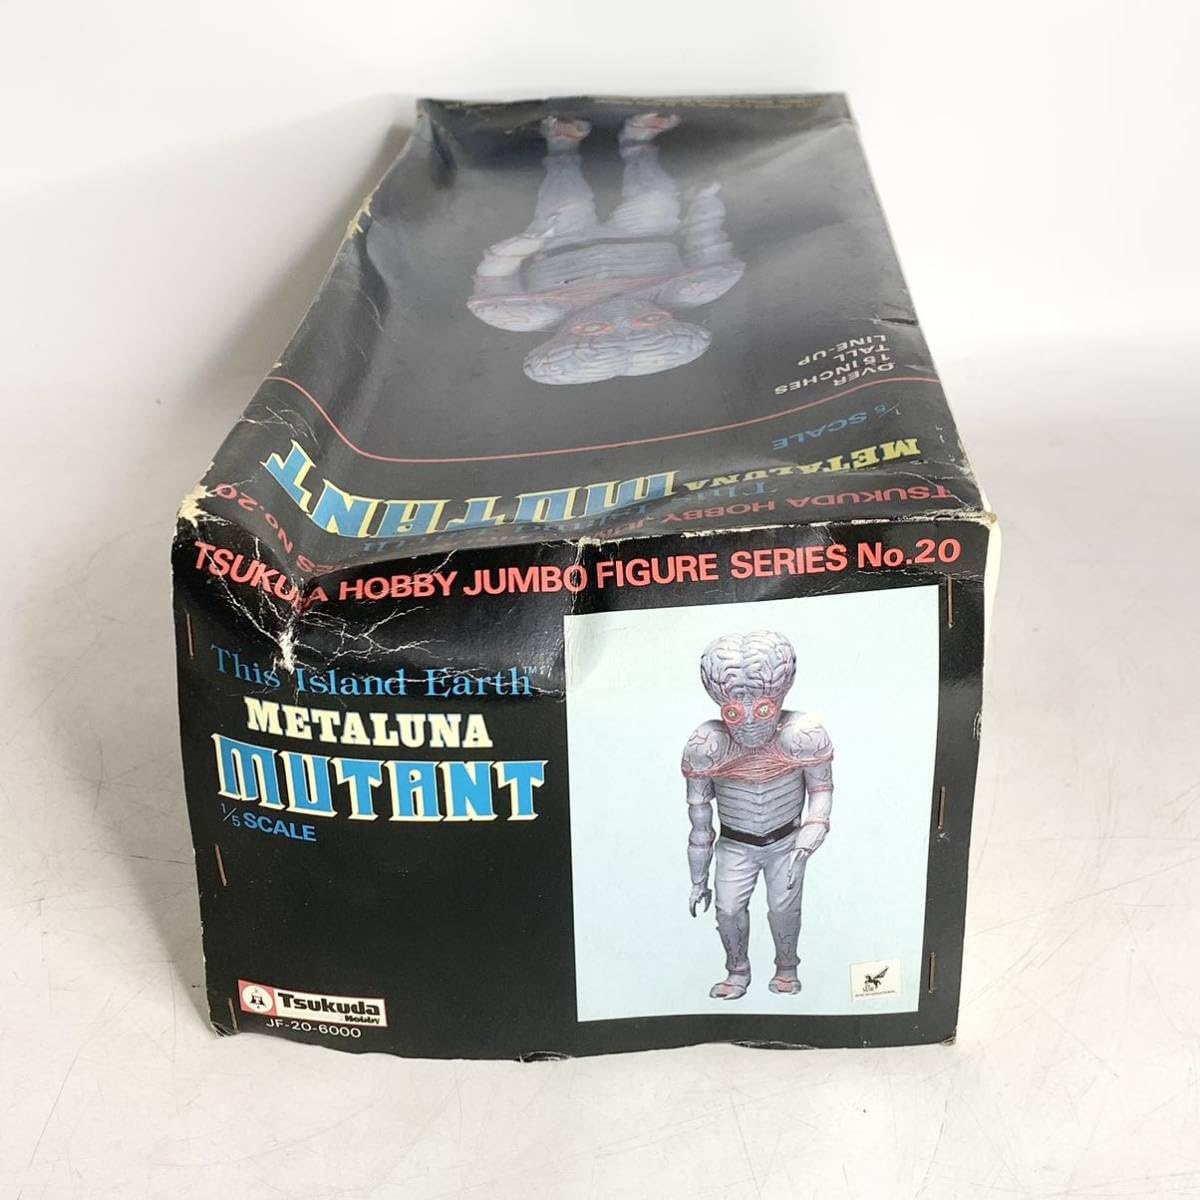 OVER
15 INCHES
TALL
LINE-UP
1/5 SCALE
METALUNA
MUTANT
TSUKUDA HOBBY JUMBO FIGURE SERIES No.20
This Island Earth™
METALUNA
MUTANT
1/5 SCALE
Tsukuda
Hobby
JF-20-6000